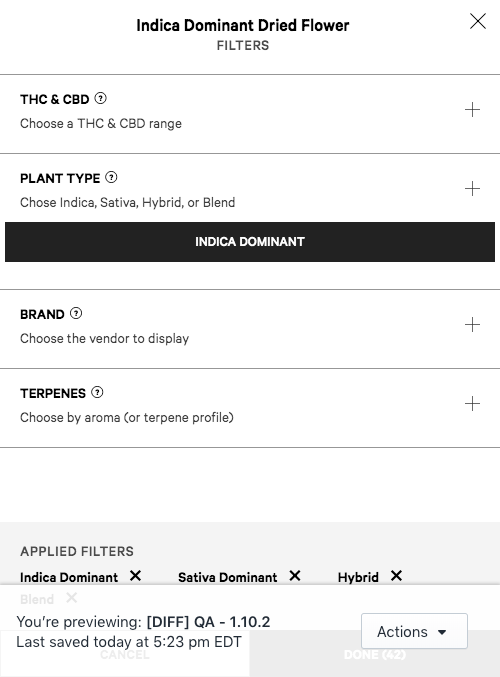 Indica Dominant Dried Flower
FILTERS
THC & CBD ?
Choose a THC & CBD range
PLANT TYPE ?
Chose Indica, Sativa, Hybrid, or Blend
INDICA DOMINANT
BRAND ?
Choose the vendor to display
TERPENES ?
Choose by aroma (or terpene profile)
APPLIED FILTERS
Indica Dominant ✕ Sativa Dominant ✕ Hybrid ✕
Blend ✕
You're previewing: [DIFF] QA - 1.10.2
Last saved today at 5:23 pm EDT
Actions
CANCEL
DONE (42)